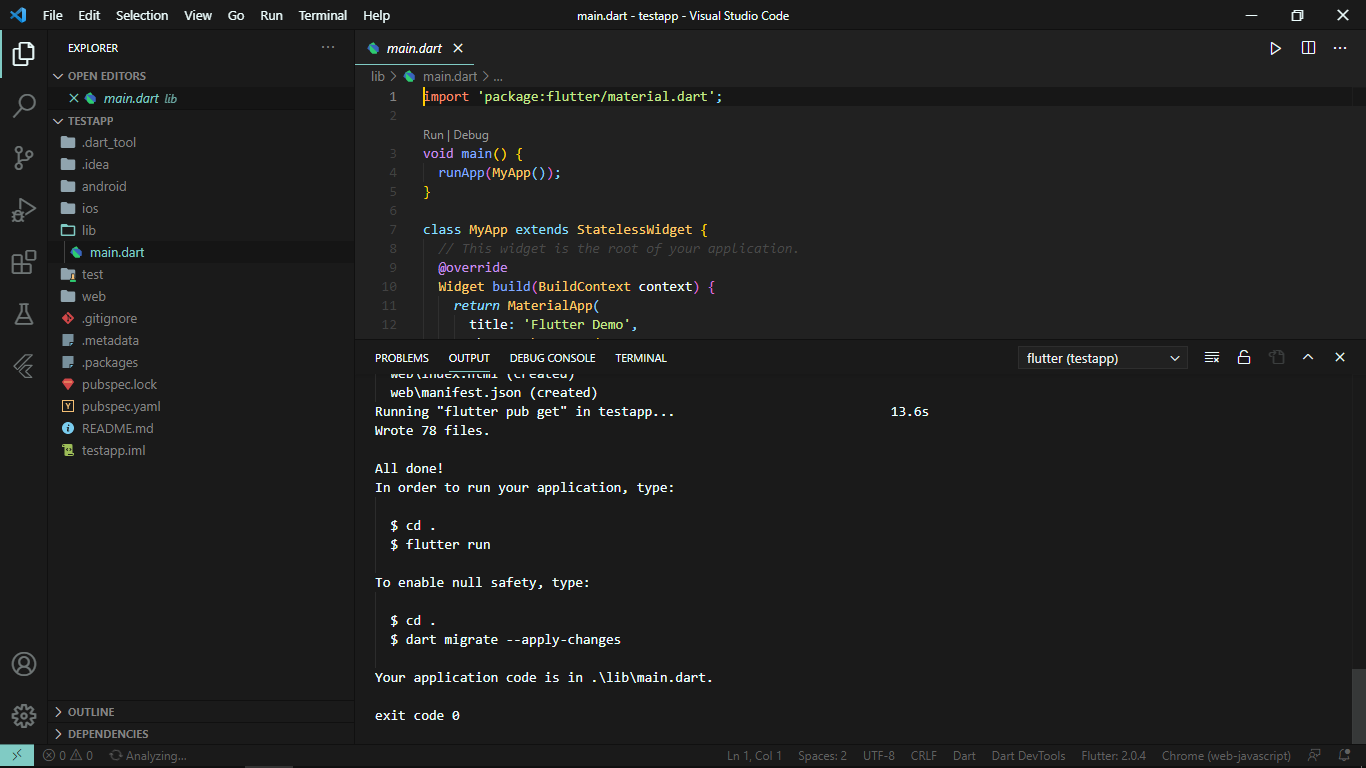 File Edit Selection View Go Run Terminal Help
main.dart - testapp - Visual Studio Code
EXPLORER
OPEN EDITORS
main.dart lib
TESTAPP
.dart_tool
.idea
android
ios
lib
main.dart
test
web
.gitignore
.metadata
.packages
pubspec.lock
pubspec.yaml
README.md
testapp.iml
OUTLINE
DEPENDENCIES
main.dart
lib > main.dart > ...
1 import 'package:flutter/material.dart';
2
Run | Debug
3 void main() {
4 runApp(MyApp());
5 }
6
7 class MyApp extends StatelessWidget {
8 // This widget is the root of your application.
9 @override
10 Widget build(BuildContext context) {
11 return MaterialApp(
12 title: 'Flutter Demo',
PROBLEMS OUTPUT DEBUG CONSOLE TERMINAL
flutter (testapp)
web\index.html (created)
web\manifest.json (created)
Running "flutter pub get" in testapp... 13.6s
Wrote 78 files.
All done!
In order to run your application, type:
$ cd .
$ flutter run
To enable null safety, type:
$ cd .
$ dart migrate --apply-changes
Your application code is in .\lib\main.dart.
exit code 0
0 0 Analyzing...
Ln 1, Col 1 Spaces: 2 UTF-8 CRLF Dart Dart DevTools Flutter: 2.0.4 Chrome (web-javascript)